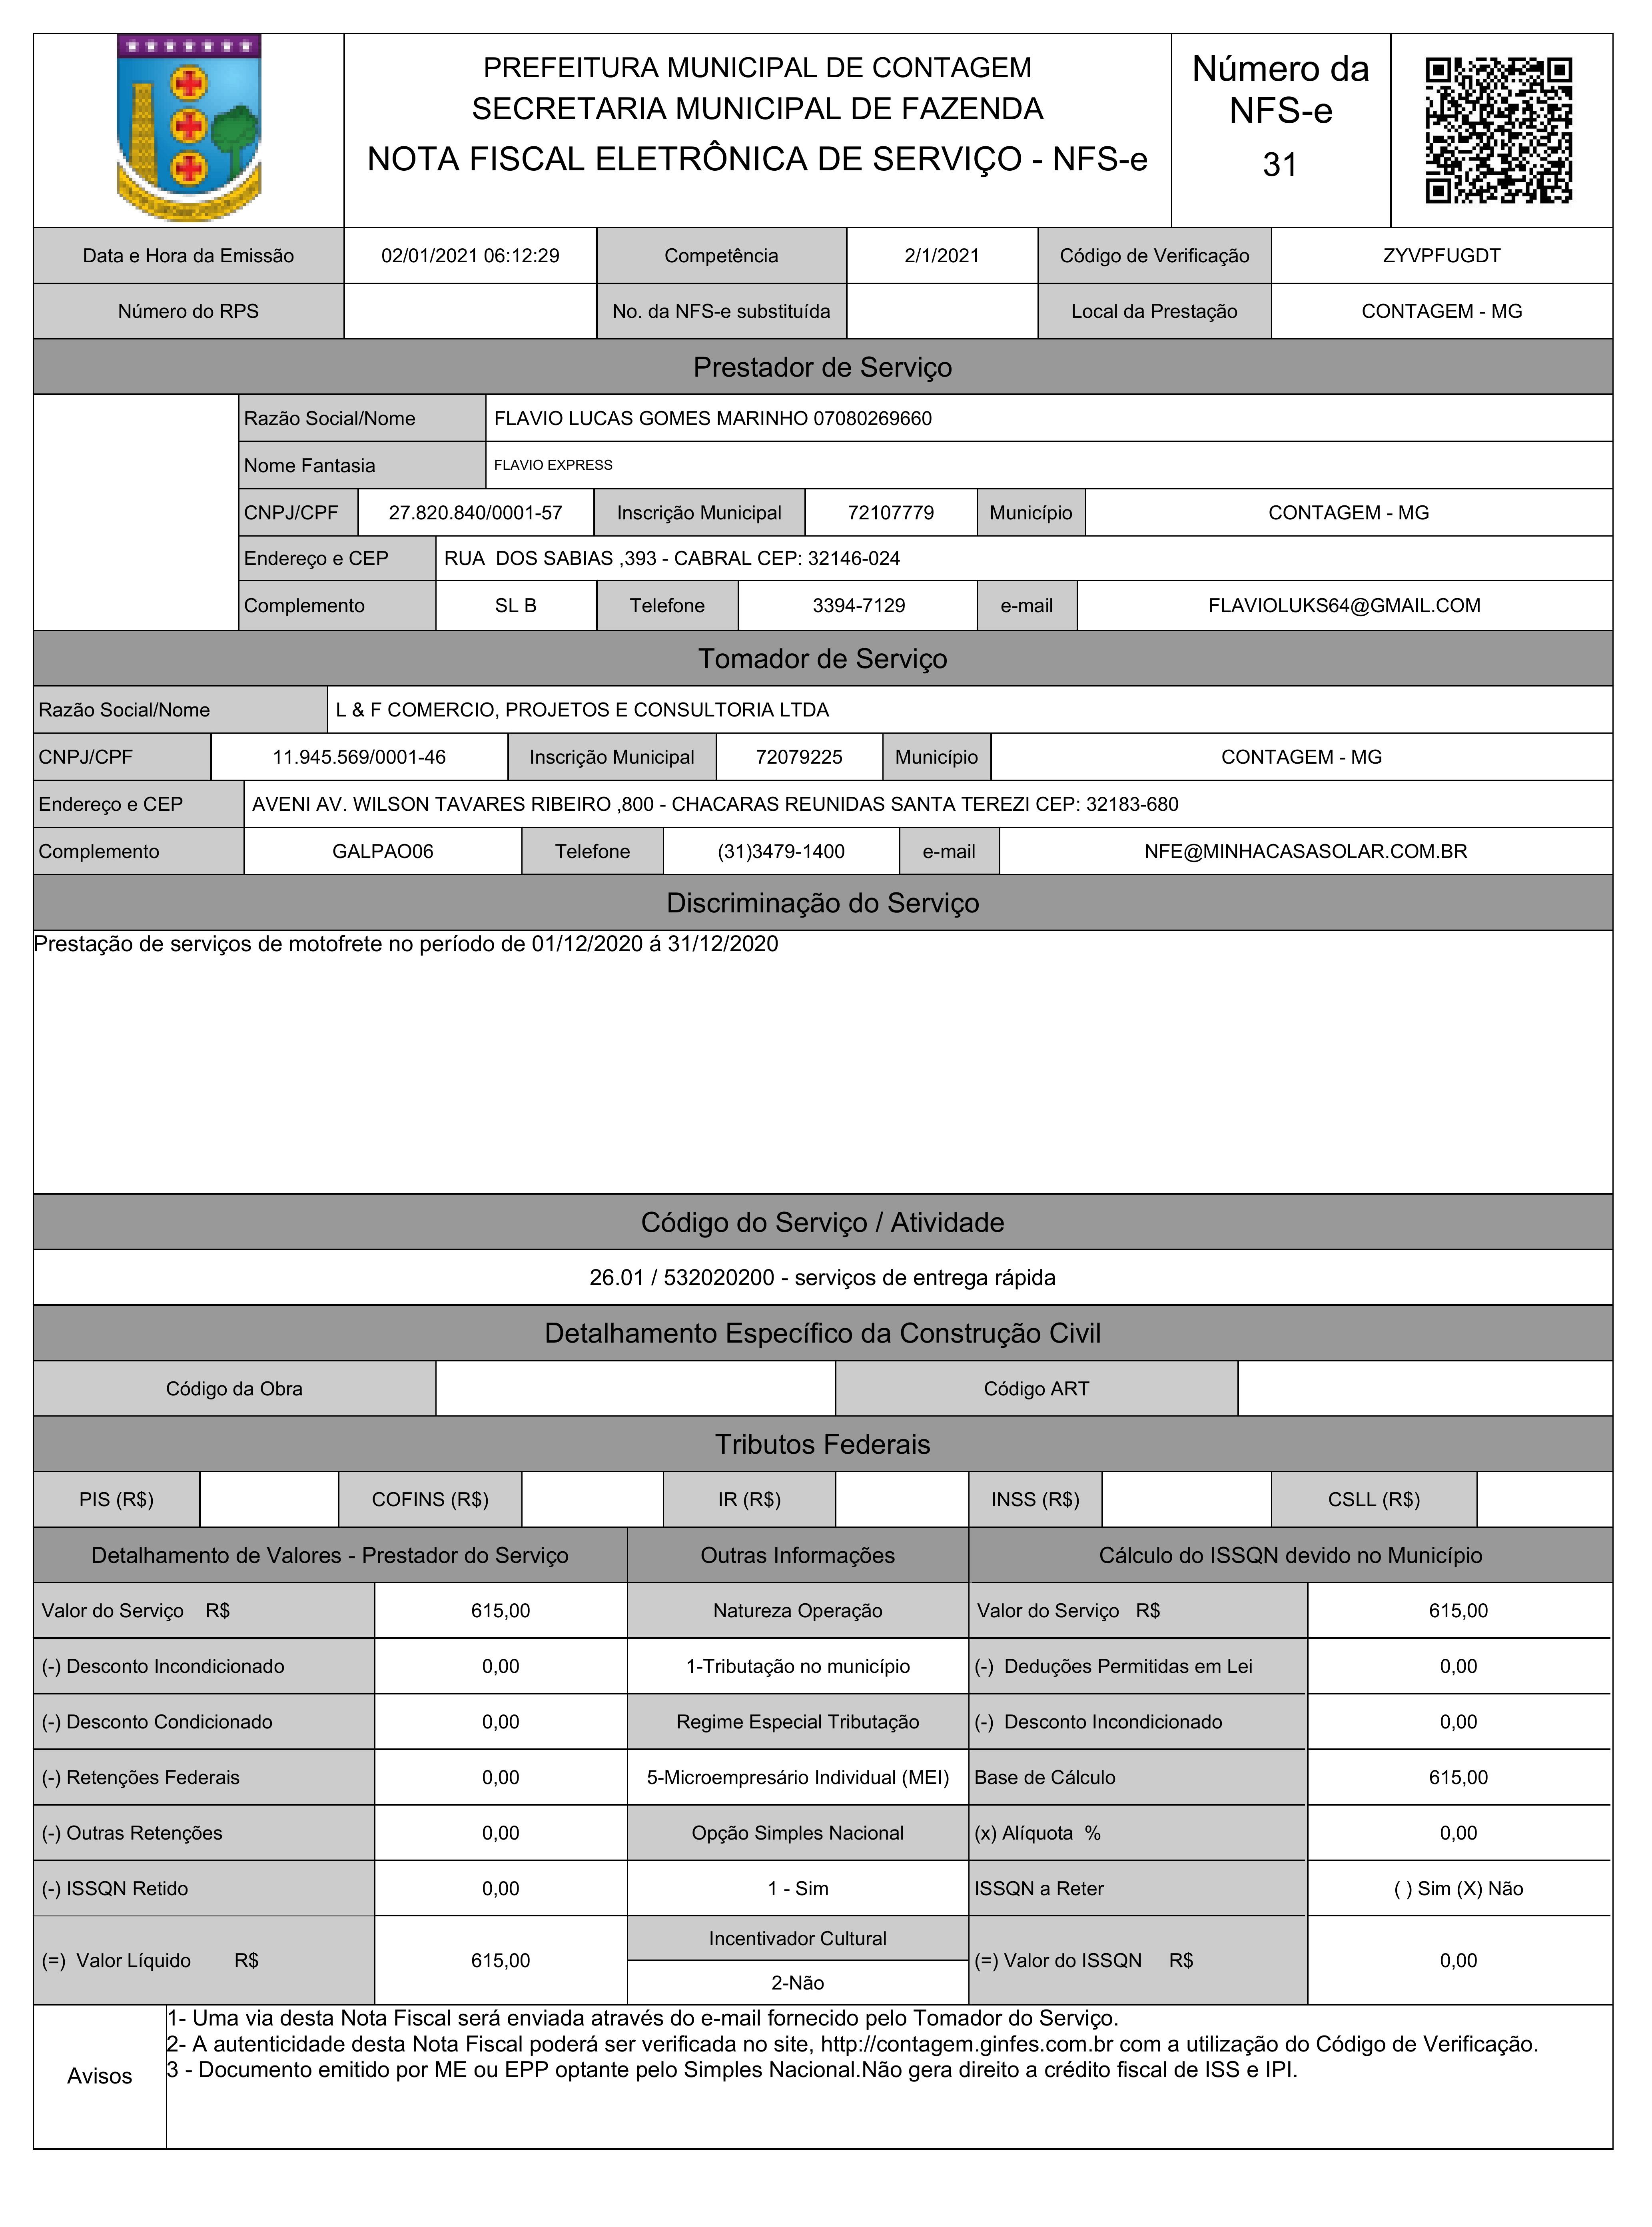 PREFEITURA MUNICIPAL DE CONTAGEM
SECRETARIA MUNICIPAL DE FAZENDA
NOTA FISCAL ELETRÔNICA DE SERVIÇO - NFS-e
Número da
NFS-e
31
Data e Hora da Emissão 02/01/2021 06:12:29 Competência 2/1/2021 Código de Verificação ZYVPFUGDT
Número do RPS No. da NFS-e substituída Local da Prestação CONTAGEM - MG
Prestador de Serviço
Razão Social/Nome FLAVIO LUCAS GOMES MARINHO 07080269660
Nome Fantasia FLAVIO EXPRESS
CNPJ/CPF 27.820.840/0001-57 Inscrição Municipal 72107779 Município CONTAGEM - MG
Endereço e CEP RUA DOS SABIAS ,393 - CABRAL CEP: 32146-024
Complemento SL B Telefone 3394-7129 e-mail FLAVIOLUKS64@GMAIL.COM
Tomador de Serviço
Razão Social/Nome L & F COMERCIO, PROJETOS E CONSULTORIA LTDA
CNPJ/CPF 11.945.569/0001-46 Inscrição Municipal 72079225 Município CONTAGEM - MG
Endereço e CEP AVENI AV. WILSON TAVARES RIBEIRO ,800 - CHACARAS REUNIDAS SANTA TEREZI CEP: 32183-680
Complemento GALPAO06 Telefone (31)3479-1400 e-mail NFE@MINHACASASOLAR.COM.BR
Discriminação do Serviço
Prestação de serviços de motofrete no período de 01/12/2020 á 31/12/2020
Código do Serviço / Atividade
26.01 / 532020200 - serviços de entrega rápida
Detalhamento Específico da Construção Civil
Código da Obra Código ART
Tributos Federais
PIS (R$) COFINS (R$) IR (R$) INSS (R$) CSLL (R$)
Detalhamento de Valores - Prestador do Serviço Outras Informações Cálculo do ISSQN devido no Município
Valor do Serviço R$ 615,00 Natureza Operação Valor do Serviço R$ 615,00
(-) Desconto Incondicionado 0,00 1-Tributação no município (-) Deduções Permitidas em Lei 0,00
(-) Desconto Condicionado 0,00 Regime Especial Tributação (-) Desconto Incondicionado 0,00
(-) Retenções Federais 0,00 5-Microempresário Individual (MEI) Base de Cálculo 615,00
(-) Outras Retenções 0,00 Opção Simples Nacional (x) Alíquota % 0,00
(-) ISSQN Retido 0,00 1 - Sim ISSQN a Reter ( ) Sim (X) Não
Incentivador Cultural
(=) Valor Líquido R$ 615,00 (=) Valor do ISSQN R$ 0,00
2-Não
Avisos
1- Uma via desta Nota Fiscal será enviada através do e-mail fornecido pelo Tomador do Serviço.
2- A autenticidade desta Nota Fiscal poderá ser verificada no site, http://contagem.ginfes.com.br com a utilização do Código de Verificação.
3 - Documento emitido por ME ou EPP optante pelo Simples Nacional.Não gera direito a crédito fiscal de ISS e IPI.